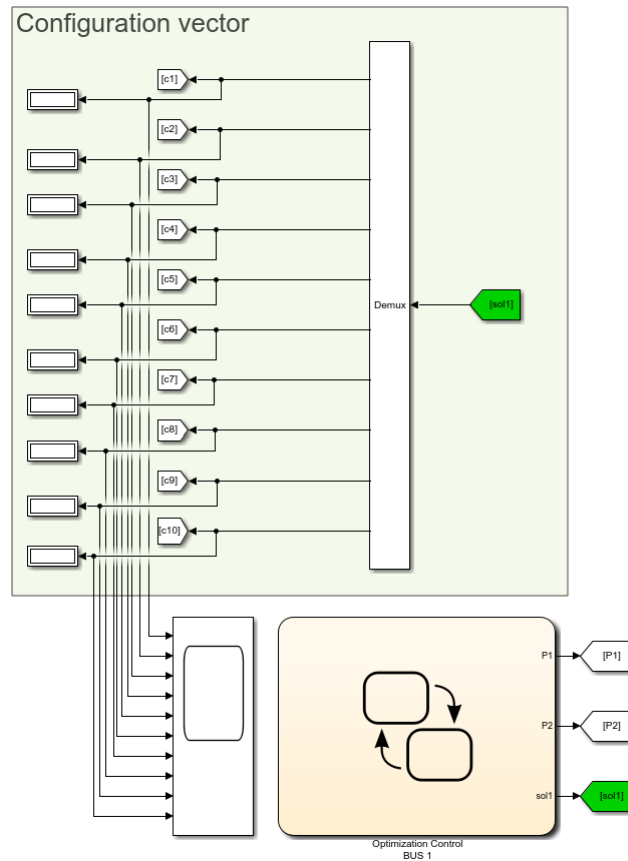 Configuration vector
[c1]
[c2]
[c3]
[c4]
[c5]
[c6]
[c7]
[c8]
[c9]
[c10]
Demux
[sol1]
P1
[P1]
P2
[P2]
sol1
[sol1]
Optimization Control
BUS 1